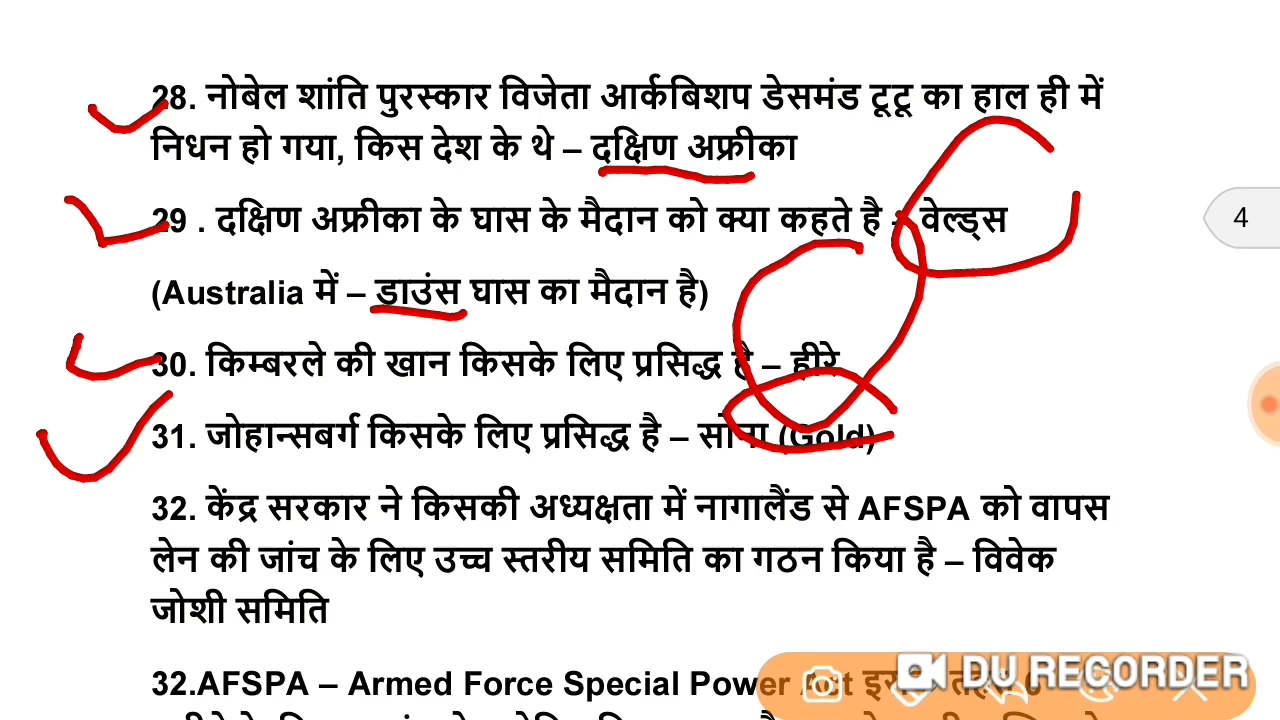 28. नोबेल शांति पुरस्कार विजेता आर्कबिशप डेसमंड टूटू का हाल ही में
निधन हो गया, किस देश के थे – दक्षिण अफ्रीका
29 . दक्षिण अफ्रीका के घास के मैदान को क्या कहते है – वेल्ड्स
4
(Australia में – डाउंस घास का मैदान है)
30. किम्बरले की खान किसके लिए प्रसिद्ध है – हीरे
31. जोहान्सबर्ग किसके लिए प्रसिद्ध है – सोना (Gold)
32. केंद्र सरकार ने किसकी अध्यक्षता में नागालैंड से AFSPA को वापस
लेन की जांच के लिए उच्च स्तरीय समिति का गठन किया है – विवेक
जोशी समिति
32.AFSPA – Armed Force Special Power Act
DU RECORDER